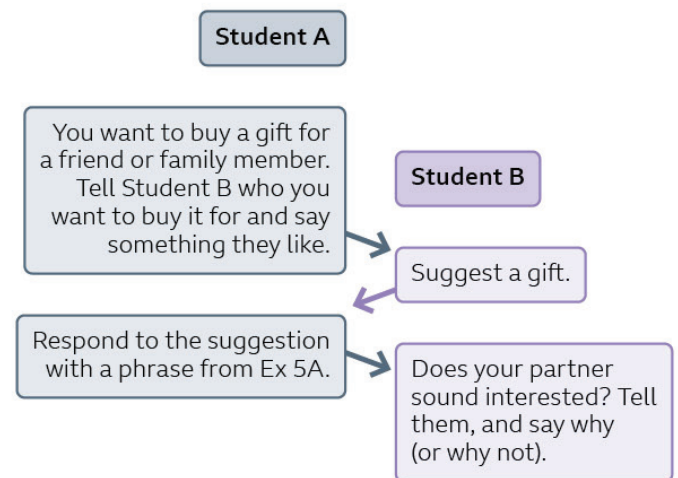 Student A
You want to buy a gift for
a friend or family member.
Tell Student B who you
want to buy it for and say
something they like.
Student B
Suggest a gift.
Respond to the suggestion
with a phrase from Ex 5A.
Does your partner
sound interested? Tell
them, and say why
(or why not).